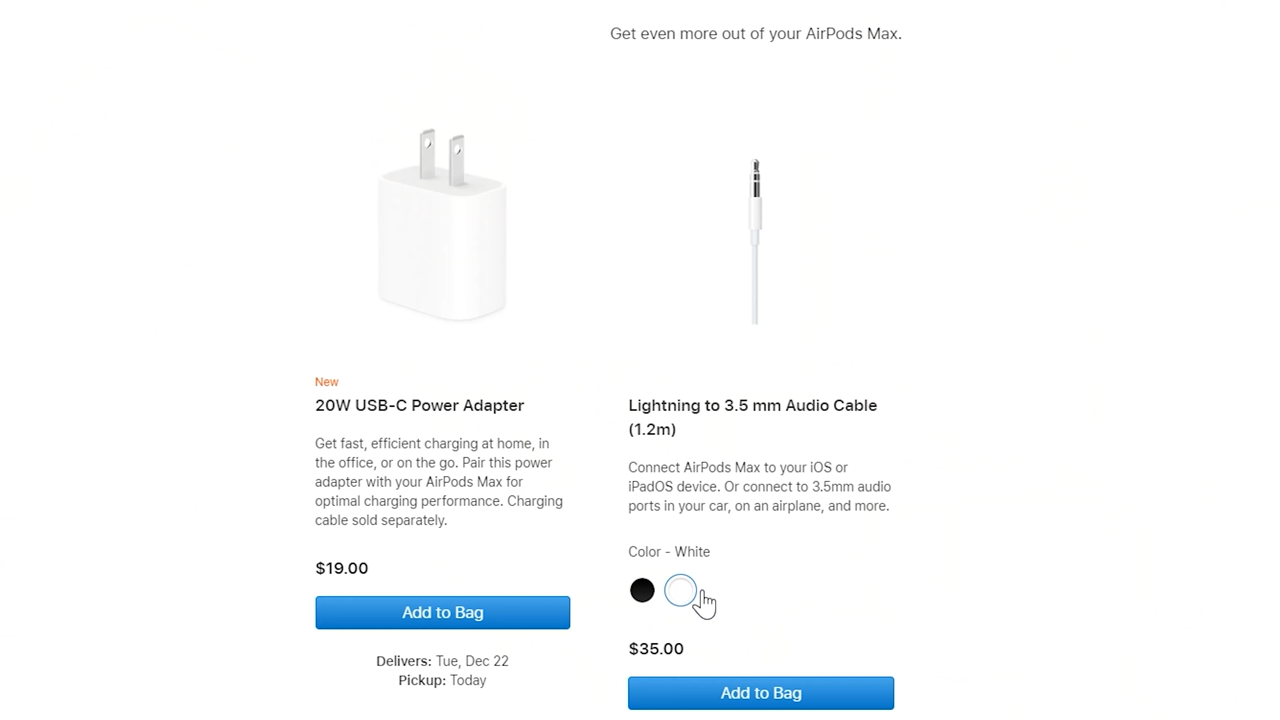 Get even more out of your AirPods Max.
New
20W USB-C Power Adapter
Get fast, efficient charging at home, in
the office, or on the go. Pair this power
adapter with your AirPods Max for
optimal charging performance. Charging
cable sold separately.
$19.00
Add to Bag
Delivers: Tue, Dec 22
Pickup: Today
Lightning to 3.5 mm Audio Cable
(1.2m)
Connect AirPods Max to your iOS or
iPadOS device. Or connect to 3.5mm audio
ports in your car, on an airplane, and more.
Color - White
$35.00
Add to Bag